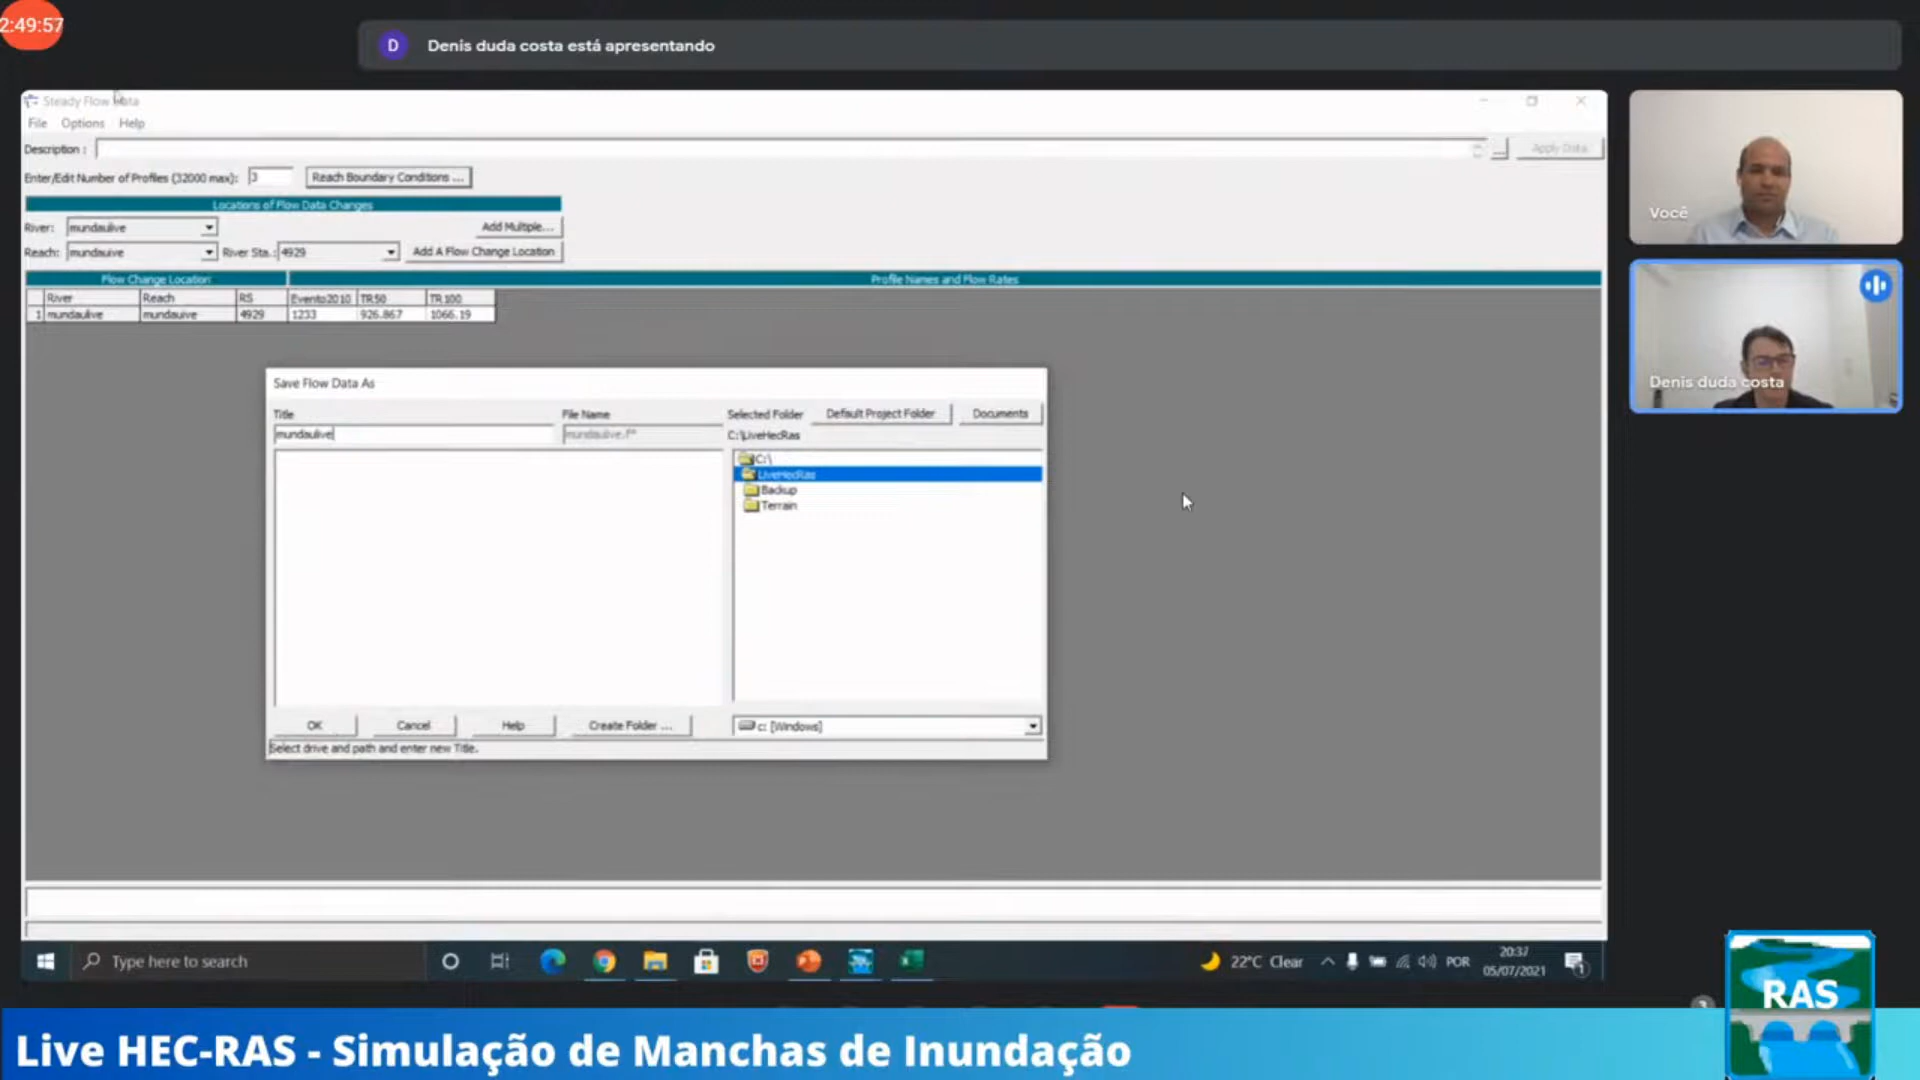 2:49:57
D Denis duda costa está apresentando
Steady Flow Data
File Options Help
Description : ... Apply Data
Enter/Edit Number of Profiles (32000 max): 3 Reach Boundary Conditions ...
Locations of Flow Data Changes
River: mundaulive Add Multiple...
Reach: mundauive River Sta.: 4929 Add A Flow Change Location
Flow Change Location Profile Names and Flow Rates
River Reach RS Evento2010 TR50 TR100
1 mundaulive mundauive 4929 1233 926.867 1066.19
Save Flow Data As
Title File Name Selected Folder Default Project Folder Documents
mundaulive mundaulive.f** C:\LiveHecRas
C:\
LiveHecRas
Backup
Terrain
OK Cancel Help Create Folder ... c: [Windows]
Select drive and path and enter new Title.
Você
Denis duda costa
Type here to search 22°C Clear POR 20:37
05/07/2021
1
Live HEC-RAS - Simulação de Manchas de Inundação
RAS